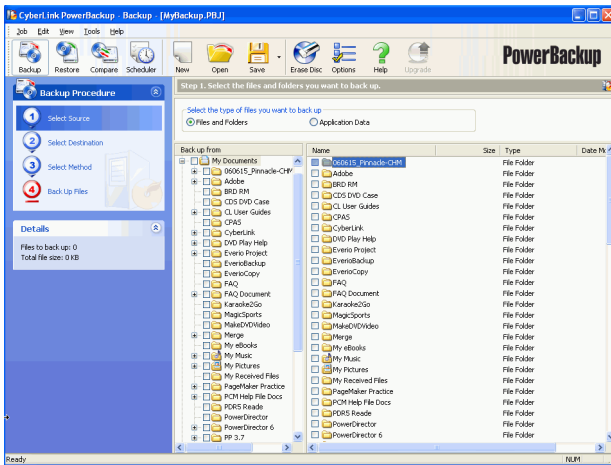 CyberLink PowerBackup - Backup - [MyBackup.PBJ]
Job Edit View Tools Help
Backup Restore Compare Scheduler New Open Save Erase Disc Options Help Upgrade
PowerBackup
Backup Procedure
1 Select Source
2 Select Destination
3 Select Method
4 Back Up Files
Details
Files to back up: 0
Total file size: 0 KB
Step 1. Select the files and folders you want to back up.
Select the type of files you want to back up
Files and Folders Application Data
Back up from
My Documents
060615_Pinnacle-CHM
Adobe
BRD RM
CDS DVD Case
CL User Guides
CPAS
CyberLink
DVD Play Help
Everio Project
EverioBackup
EverioCopy
FAQ
FAQ Document
Karaoke2Go
MagicSports
MakeDVDVideo
Merge
My eBooks
My Music
My Pictures
My Received Files
PageMaker Practice
PCM Help File Docs
PDR5 Reade
PowerDirector
PowerDirector 6
PP 3.7
Name Size Type Date Mo
060615_Pinnacle-CHM File Folder
Adobe File Folder
BRD RM File Folder
CDS DVD Case File Folder
CL User Guides File Folder
CPAS File Folder
CyberLink File Folder
DVD Play Help File Folder
Everio Project File Folder
EverioBackup File Folder
EverioCopy File Folder
FAQ File Folder
FAQ Document File Folder
Karaoke2Go File Folder
MagicSports File Folder
MakeDVDVideo File Folder
Merge File Folder
My eBooks File Folder
My Music File Folder
My Pictures File Folder
My Received Files File Folder
PageMaker Practice File Folder
PCM Help File Docs File Folder
PDR5 Reade File Folder
PowerDirector File Folder
PowerDirector 6 File Folder
Ready NUM